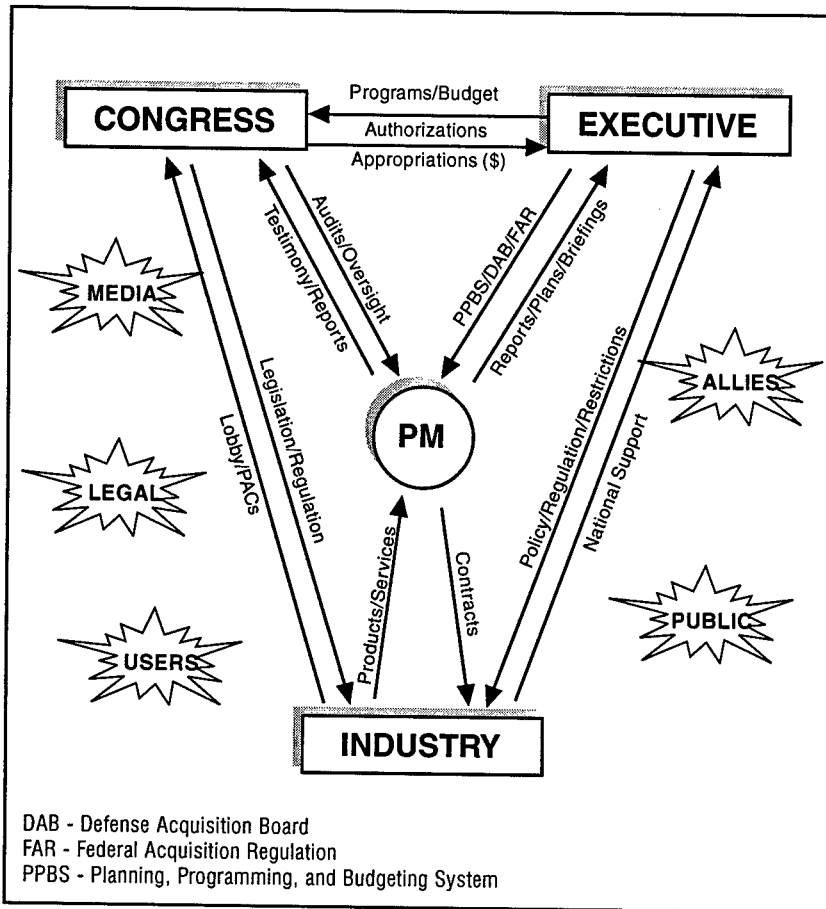 Programs/Budget
CONGRESS
EXECUTIVE
Authorizations
Appropriations ($)
Audits/Oversight
Testimony/Reports
PPBS/DAB/FAR
Reports/Plans/Briefings
MEDIA
ALLIES
PM
Legislation/Regulation
Lobby/PACs
Policy/Regulation/Restrictions
National Support
LEGAL
Products/Services
Contracts
PUBLIC
USERS
INDUSTRY
DAB - Defense Acquisition Board
FAR - Federal Acquisition Regulation
PPBS - Planning, Programming, and Budgeting System